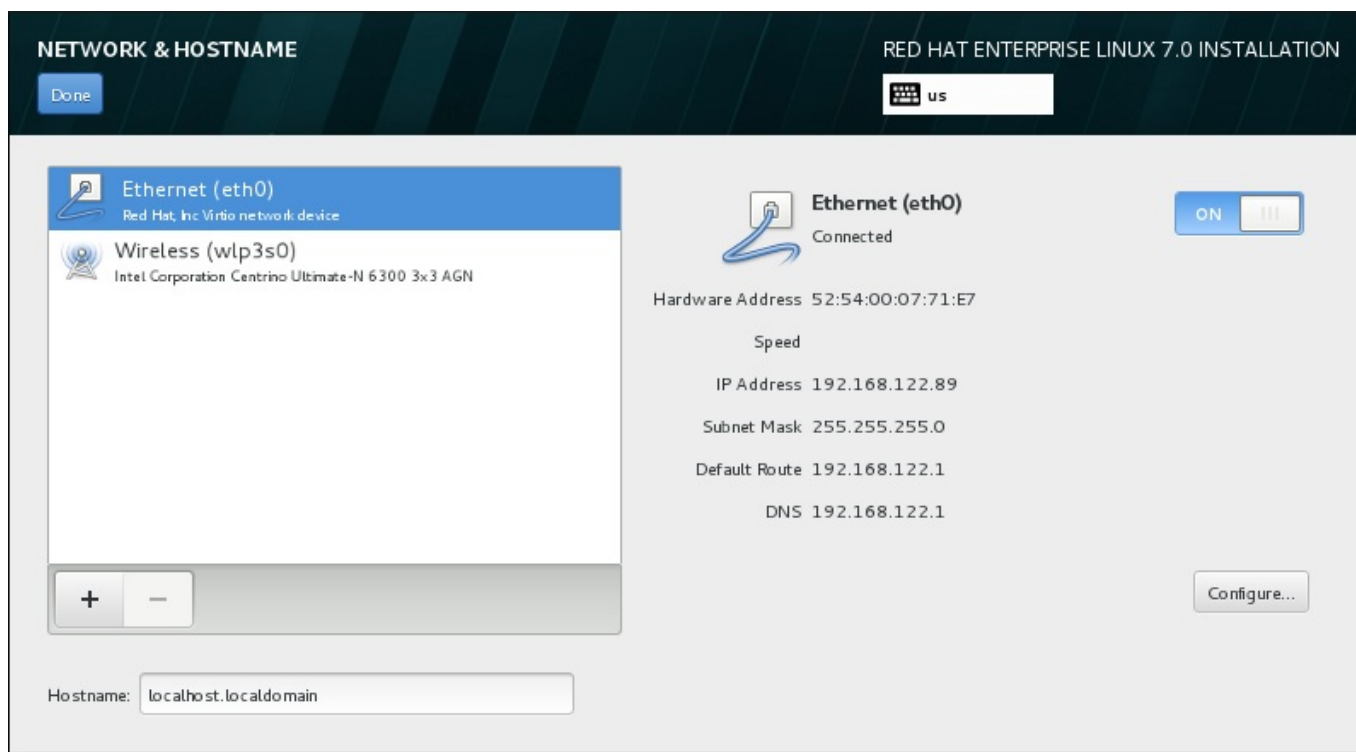 NETWORK & HOSTNAME
RED HAT ENTERPRISE LINUX 7.0 INSTALLATION
Done
us
Ethernet (eth0)
Red Hat, Inc Virtio network device
Wireless (wlp3s0)
Intel Corporation Centrino Ultimate-N 6300 3x3 AGN
Ethernet (eth0)
Connected
ON
Hardware Address 52:54:00:07:71:E7
Speed
IP Address 192.168.122.89
Subnet Mask 255.255.255.0
Default Route 192.168.122.1
DNS 192.168.122.1
+ −
Configure...
Hostname: localhost.localdomain